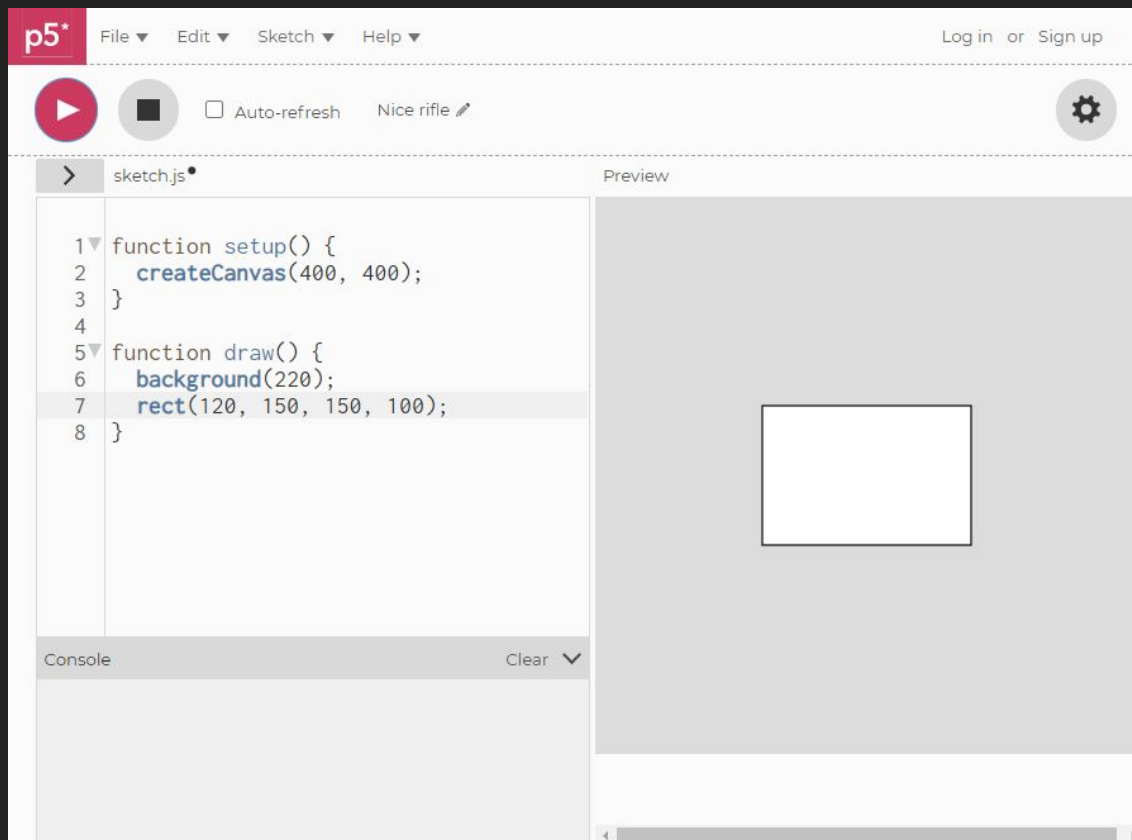 p5* File Edit Sketch Help Log in or Sign up
Auto-refresh Nice rifle
sketch.js Preview
1 function setup() {
2 createCanvas(400, 400);
3 }
4
5 function draw() {
6 background(220);
7 rect(120, 150, 150, 100);
8 }
Console Clear